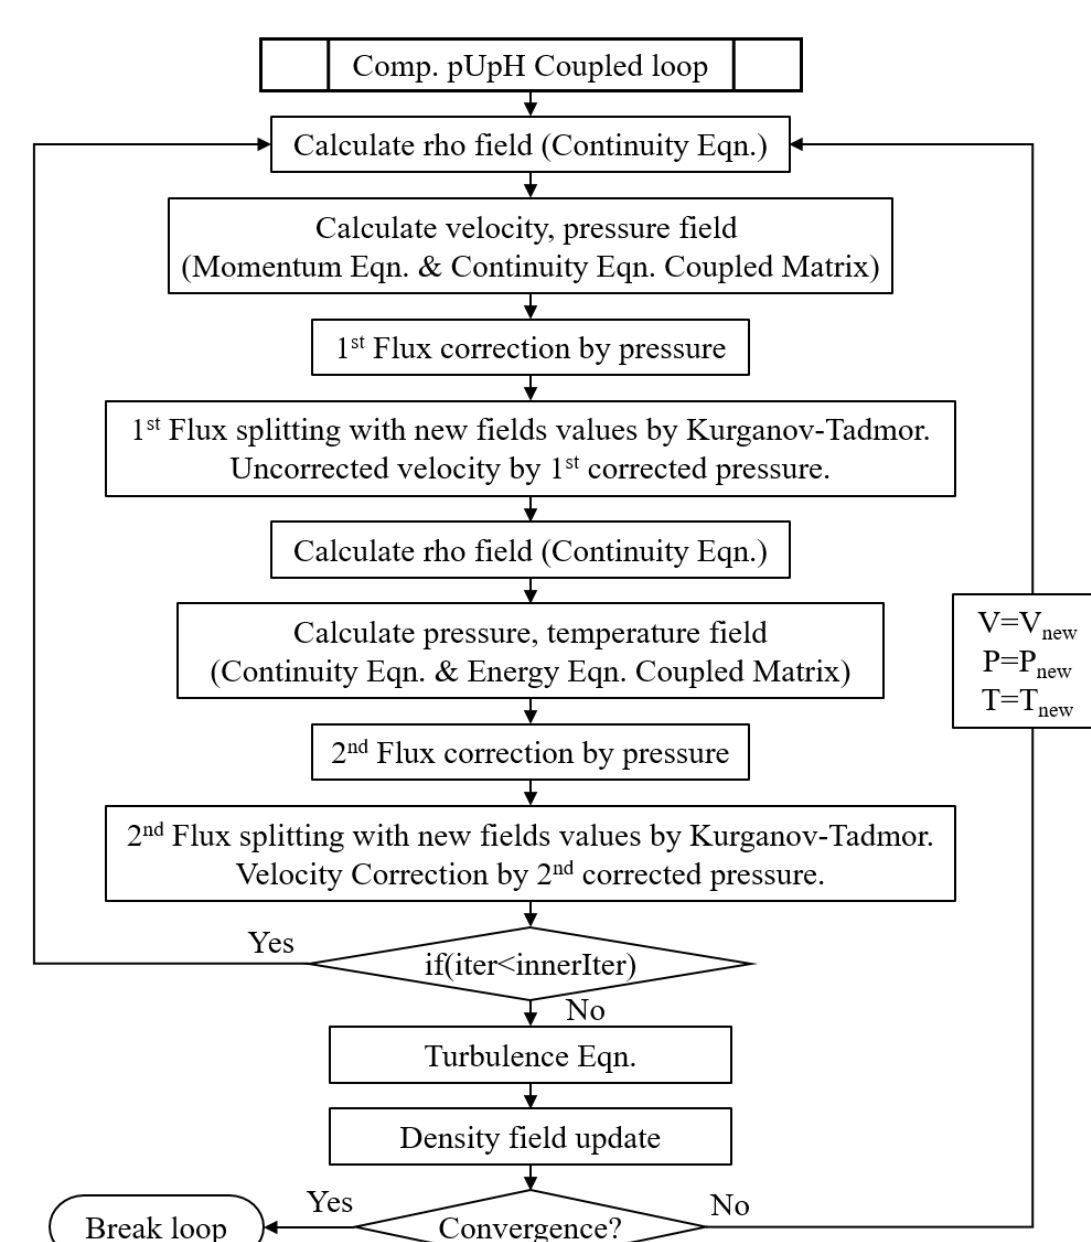 Comp. pUpH Coupled loop
Calculate rho field (Continuity Eqn.)
Calculate velocity, pressure field
(Momentum Eqn. & Continuity Eqn. Coupled Matrix)
1st Flux correction by pressure
1st Flux splitting with new fields values by Kurganov-Tadmor.
Uncorrected velocity by 1st corrected pressure.
Calculate rho field (Continuity Eqn.)
Calculate pressure, temperature field
(Continuity Eqn. & Energy Eqn. Coupled Matrix)
V=Vnew
P=Pnew
T=Tnew
2nd Flux correction by pressure
2nd Flux splitting with new fields values by Kurganov-Tadmor.
Velocity Correction by 2nd corrected pressure.
Yes
if(iter<innerIter)
No
Turbulence Eqn.
Density field update
Yes
No
Break loop
Convergence?